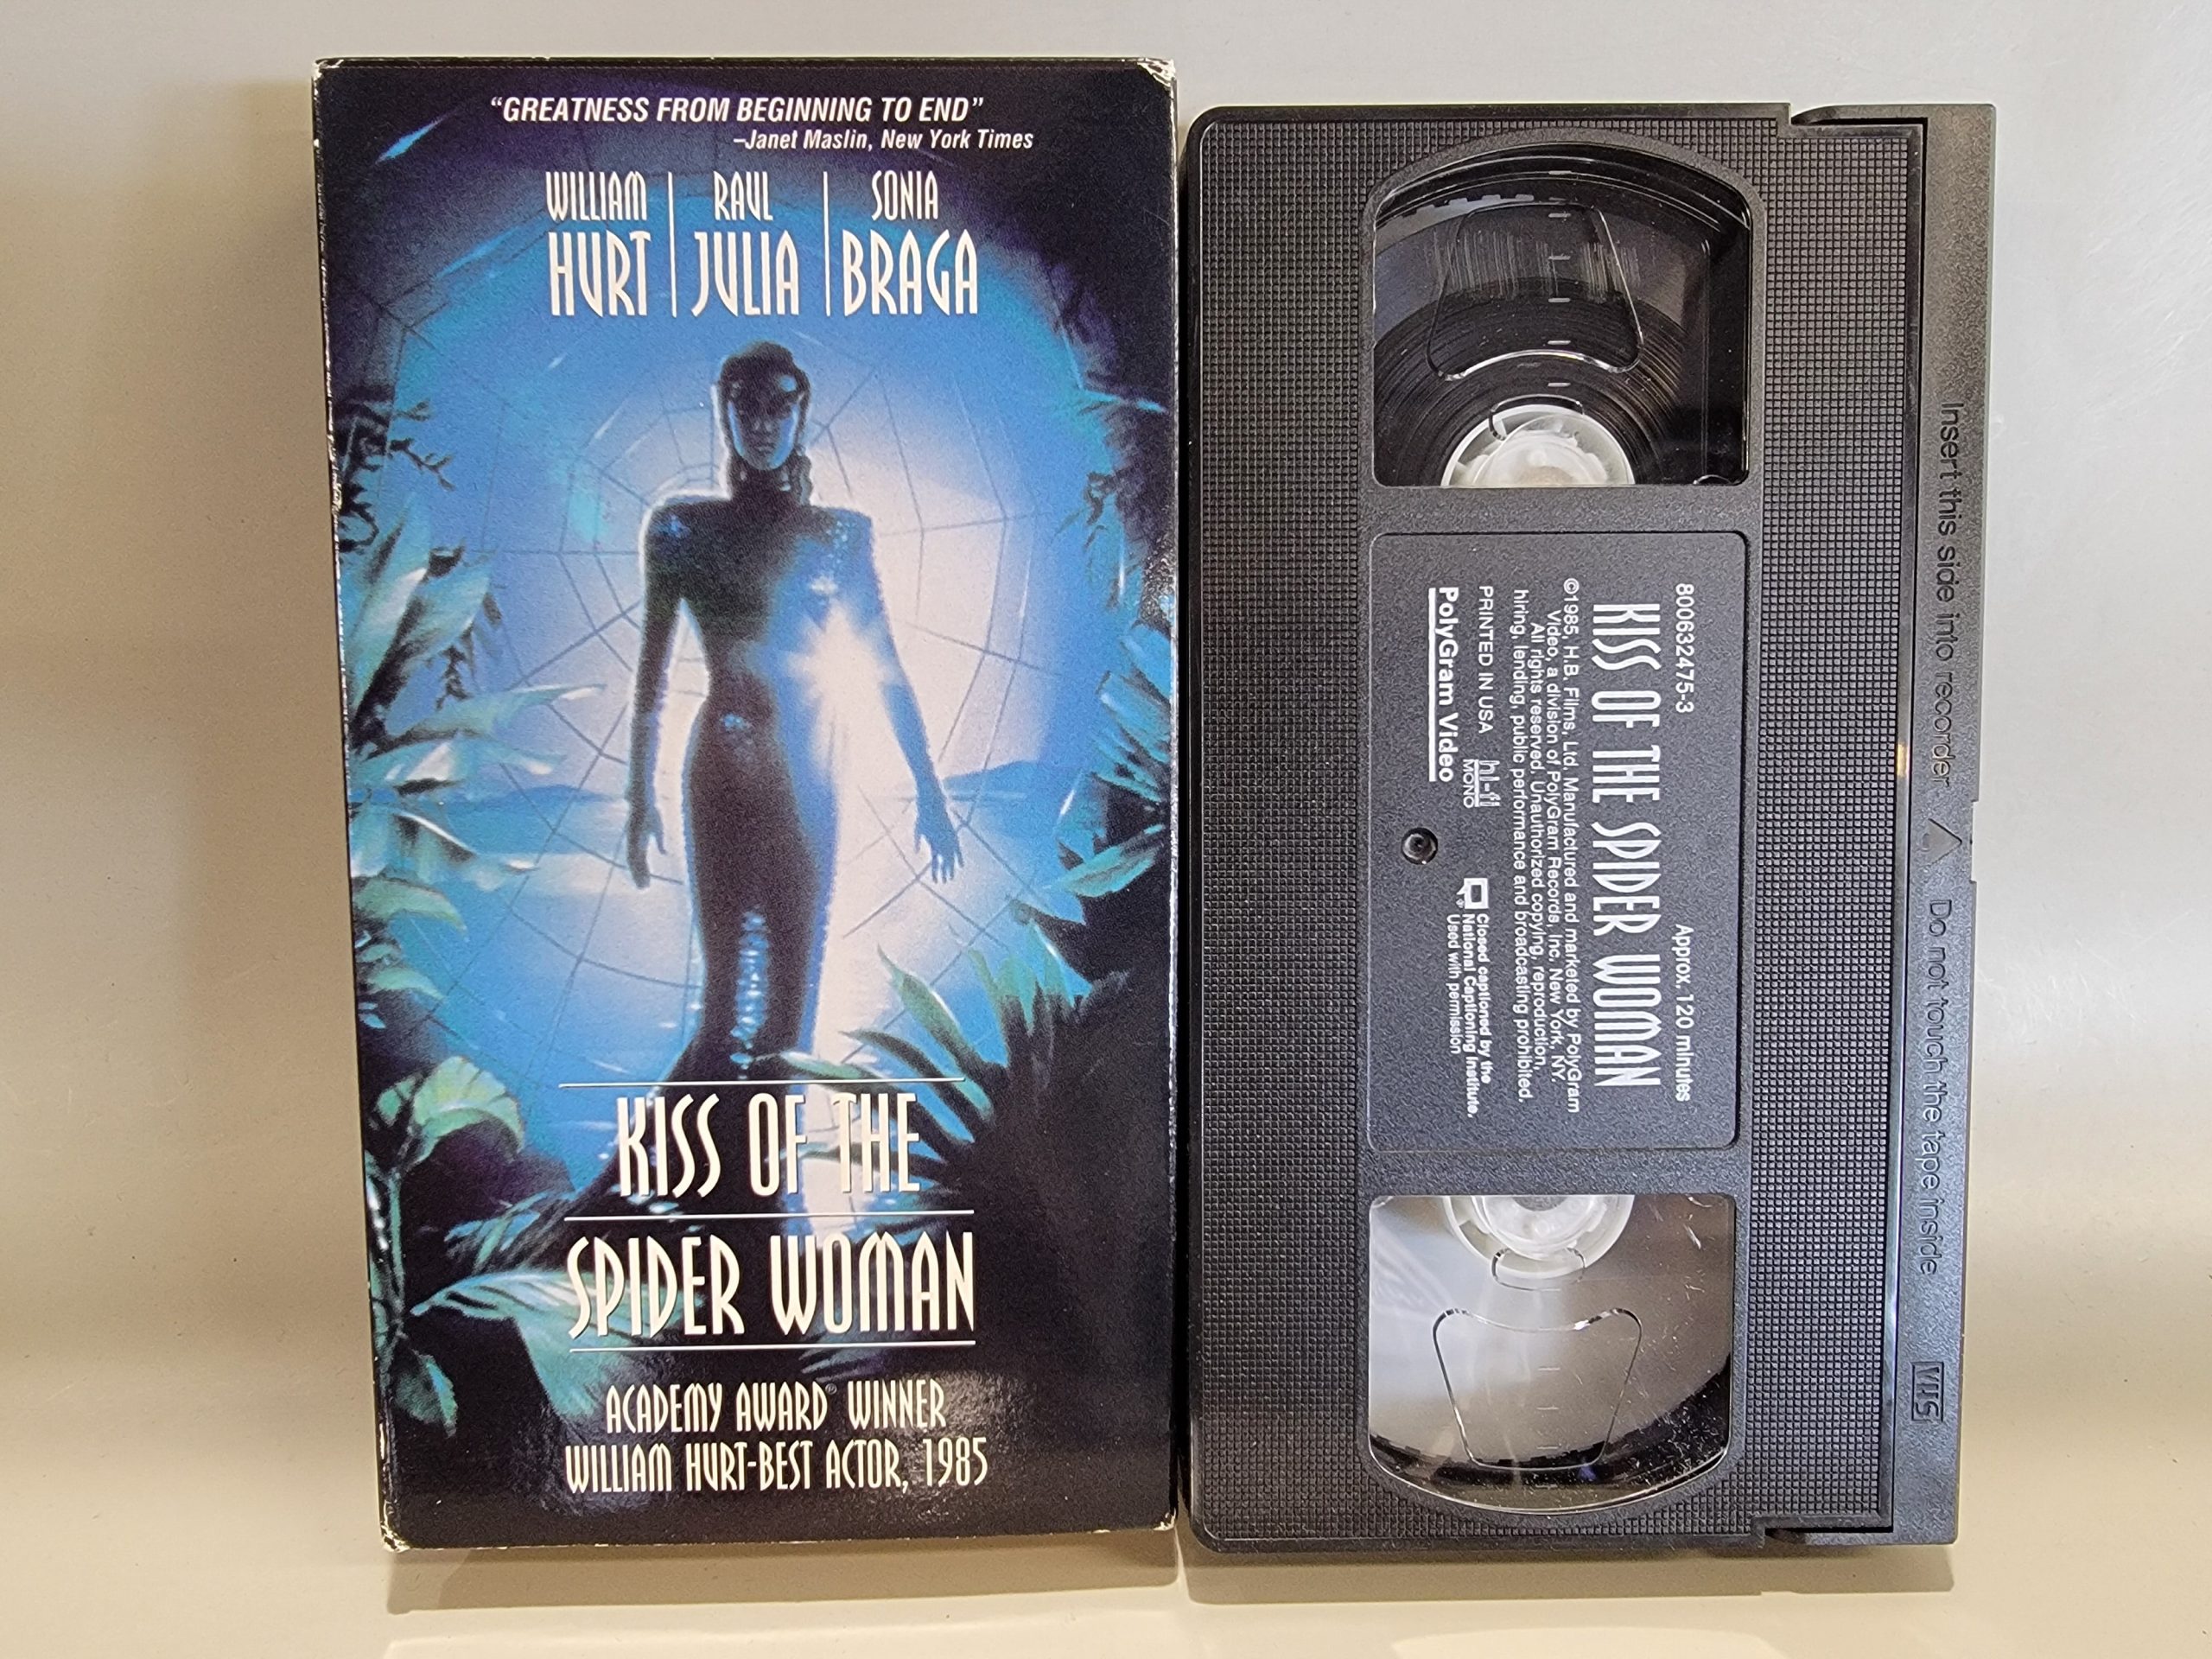 “GREATNESS FROM BEGINNING TO END”
–Janet Maslin, New York Times
WILLIAM HURT
RAUL JULIA
SONIA BRAGA
KISS OF THE
SPIDER WOMAN
ACADEMY AWARD® WINNER
WILLIAM HURT-BEST ACTOR, 1985
800632475-3
Approx. 120 minutes
KISS OF THE SPIDER WOMAN
©1985, H.B. Films, Ltd. Manufactured and marketed by PolyGram
Video, a division of PolyGram Records, Inc., New York, NY.
All rights reserved. Unauthorized copying, reproduction,
hiring, lending, public performance and broadcasting prohibited.
PRINTED IN USA
hi-fi
MONO
Closed captioned by the
National Captioning Institute.
Used with permission
PolyGram Video
Insert this side into recorder
Do not touch the tape inside
VHS